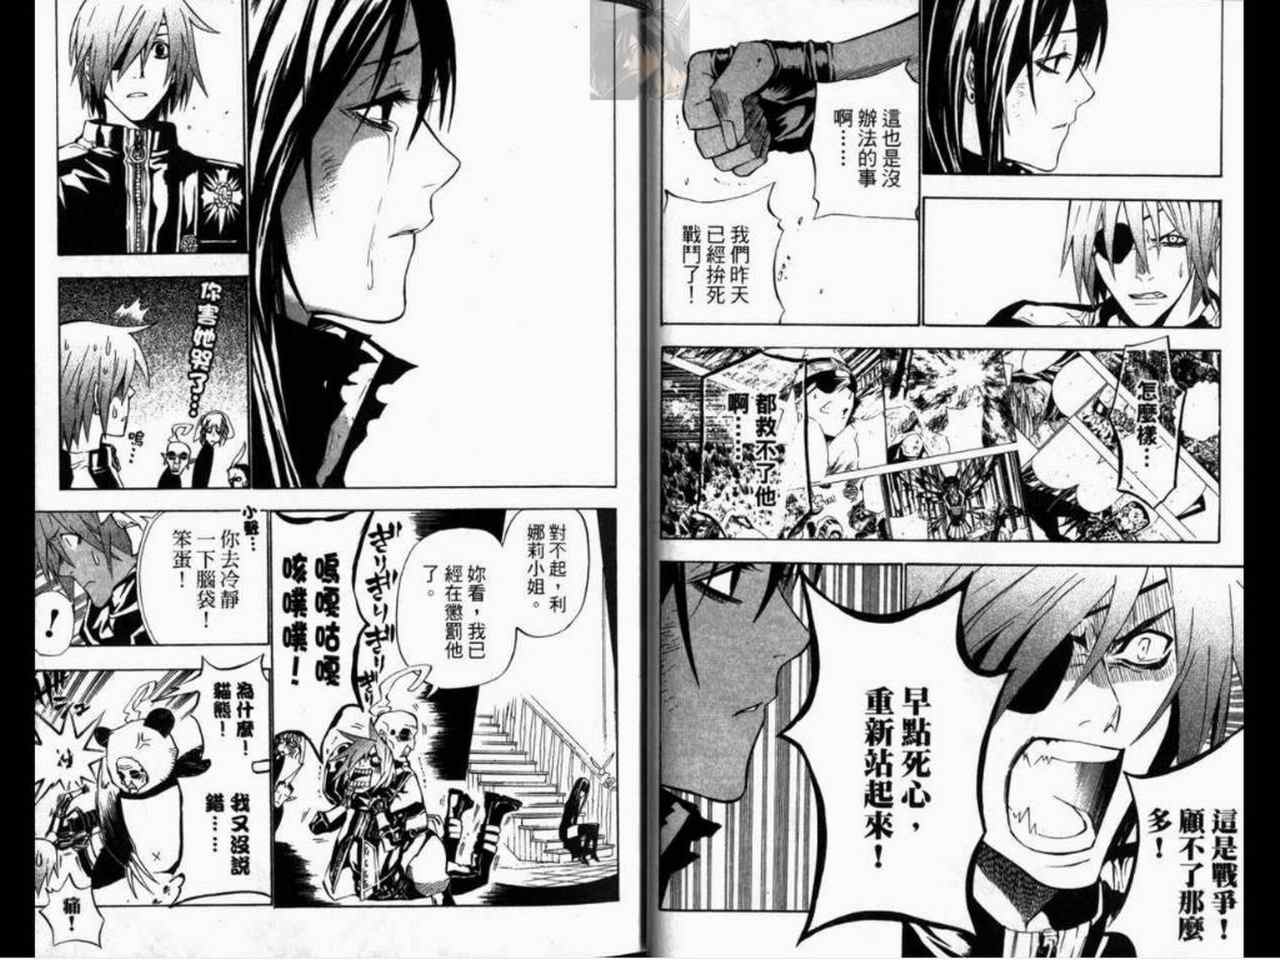 這也是沒
辦法的事
啊……
我們昨天
已經拚死
戰鬥了！
怎麼樣…
都救不了他
啊………
早點死心，
重新站起來！
這是戰爭！
顧不了那麼
多！
你害她哭了…
嗚…
對不起，利
娜莉小姐。
妳看，我已
經在懲罰他
了。
ぎりぎりぎりぎり
嗚嘎咕嘎
咳噗噗！
小聲…
你去冷靜
一下腦袋！
笨蛋！
！
為什麼！
貓熊！
我又沒說
錯……
痛！